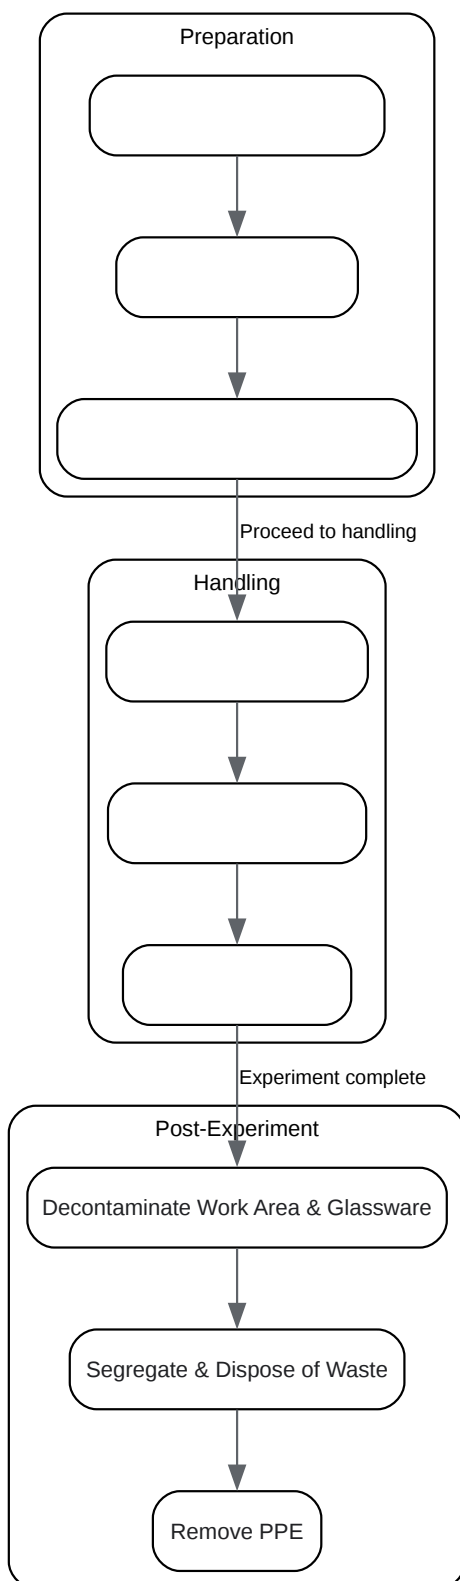 Preparation
Proceed to handling
Handling
Experiment complete
Post-Experiment
Decontaminate Work Area & Glassware
Segregate & Dispose of Waste
Remove PPE